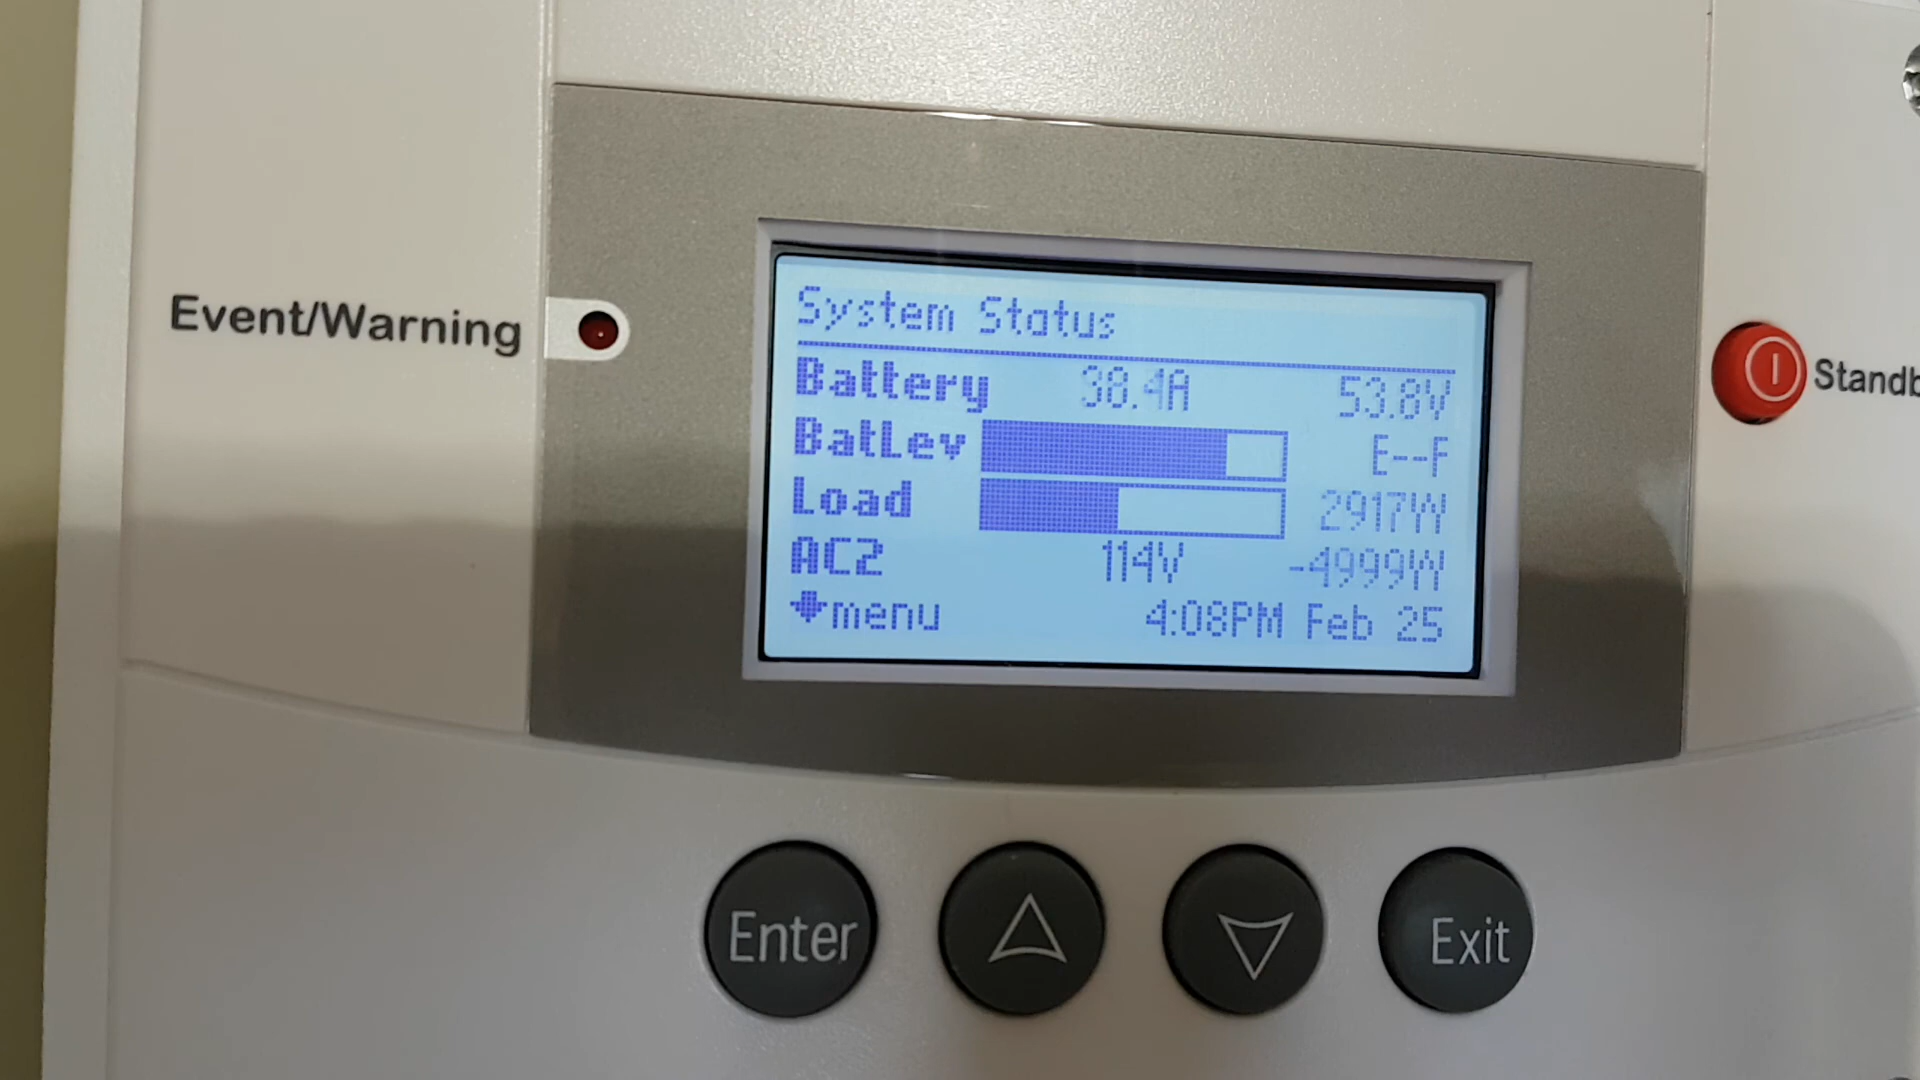 System Status
Event/Warning
Battery 38.4A 53.8V
BatLev E--F
Standb
Load 2917W
AC2 114V -4999W
menu 4:08PM Feb 25
Enter Exit